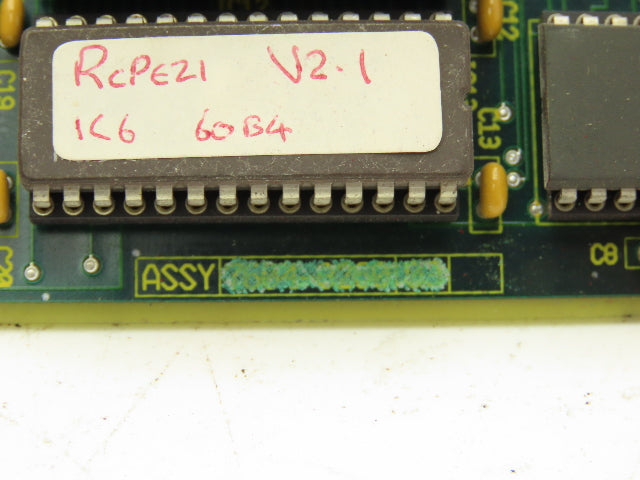 C12
C19
RCPE21 V2.1
IC6 60B4
C13
ASSY
C8